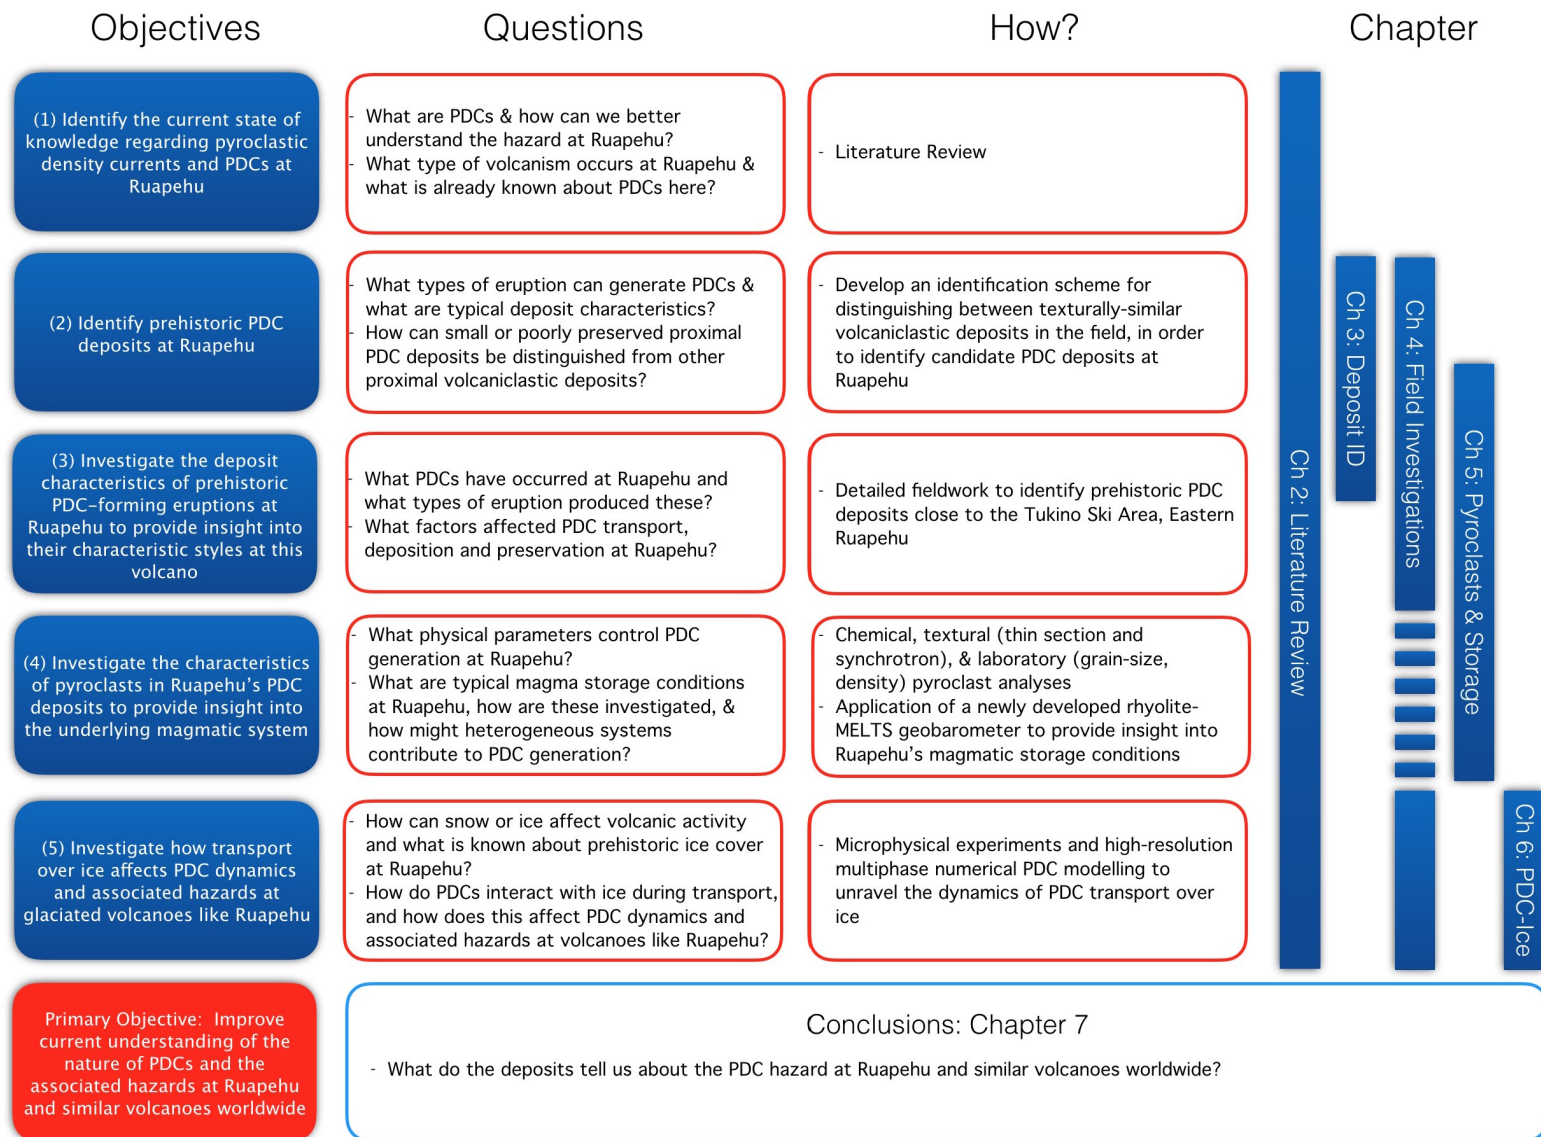 Objectives
Questions
How?
Chapter
(1) Identify the current state of
knowledge regarding pyroclastic
density currents and PDCs at
Ruapehu
- What are PDCs & how can we better
understand the hazard at Ruapehu?
- What type of volcanism occurs at Ruapehu &
what is already known about PDCs here?
- Literature Review
(2) Identify prehistoric PDC
deposits at Ruapehu
- What types of eruption can generate PDCs &
what are typical deposit characteristics?
- How can small or poorly preserved proximal
PDC deposits be distinguished from other
proximal volcaniclastic deposits?
- Develop an identification scheme for
distinguishing between texturally-similar
volcaniclastic deposits in the field, in order
to identify candidate PDC deposits at
Ruapehu
(3) Investigate the deposit
characteristics of prehistoric
PDC-forming eruptions at
Ruapehu to provide insight into
their characteristic styles at this
volcano
- What PDCs have occurred at Ruapehu and
what types of eruption produced these?
- What factors affected PDC transport,
deposition and preservation at Ruapehu?
- Detailed fieldwork to identify prehistoric PDC
deposits close to the Tukino Ski Area, Eastern
Ruapehu
(4) Investigate the characteristics
of pyroclasts in Ruapehu's PDC
deposits to provide insight into
the underlying magmatic system
- What physical parameters control PDC
generation at Ruapehu?
- What are typical magma storage conditions
at Ruapehu, how are these investigated, &
how might heterogeneous systems
contribute to PDC generation?
- Chemical, textural (thin section and
synchrotron), & laboratory (grain-size,
density) pyroclast analyses
- Application of a newly developed rhyolite-
MELTS geobarometer to provide insight into
Ruapehu's magmatic storage conditions
(5) Investigate how transport
over ice affects PDC dynamics
and associated hazards at
glaciated volcanoes like Ruapehu
- How can snow or ice affect volcanic activity
and what is known about prehistoric ice cover
at Ruapehu?
- How do PDCs interact with ice during transport,
and how does this affect PDC dynamics and
associated hazards at volcanoes like Ruapehu?
- Microphysical experiments and high-resolution
multiphase numerical PDC modelling to
unravel the dynamics of PDC transport over
ice
Ch 2: Literature Review
Ch 3: Deposit ID
Ch 4: Field Investigations
Ch 5: Pyroclasts & Storage
Ch 6: PDC-Ice
Primary Objective: Improve
current understanding of the
nature of PDCs and the
associated hazards at Ruapehu
and similar volcanoes worldwide
Conclusions: Chapter 7
- What do the deposits tell us about the PDC hazard at Ruapehu and similar volcanoes worldwide?